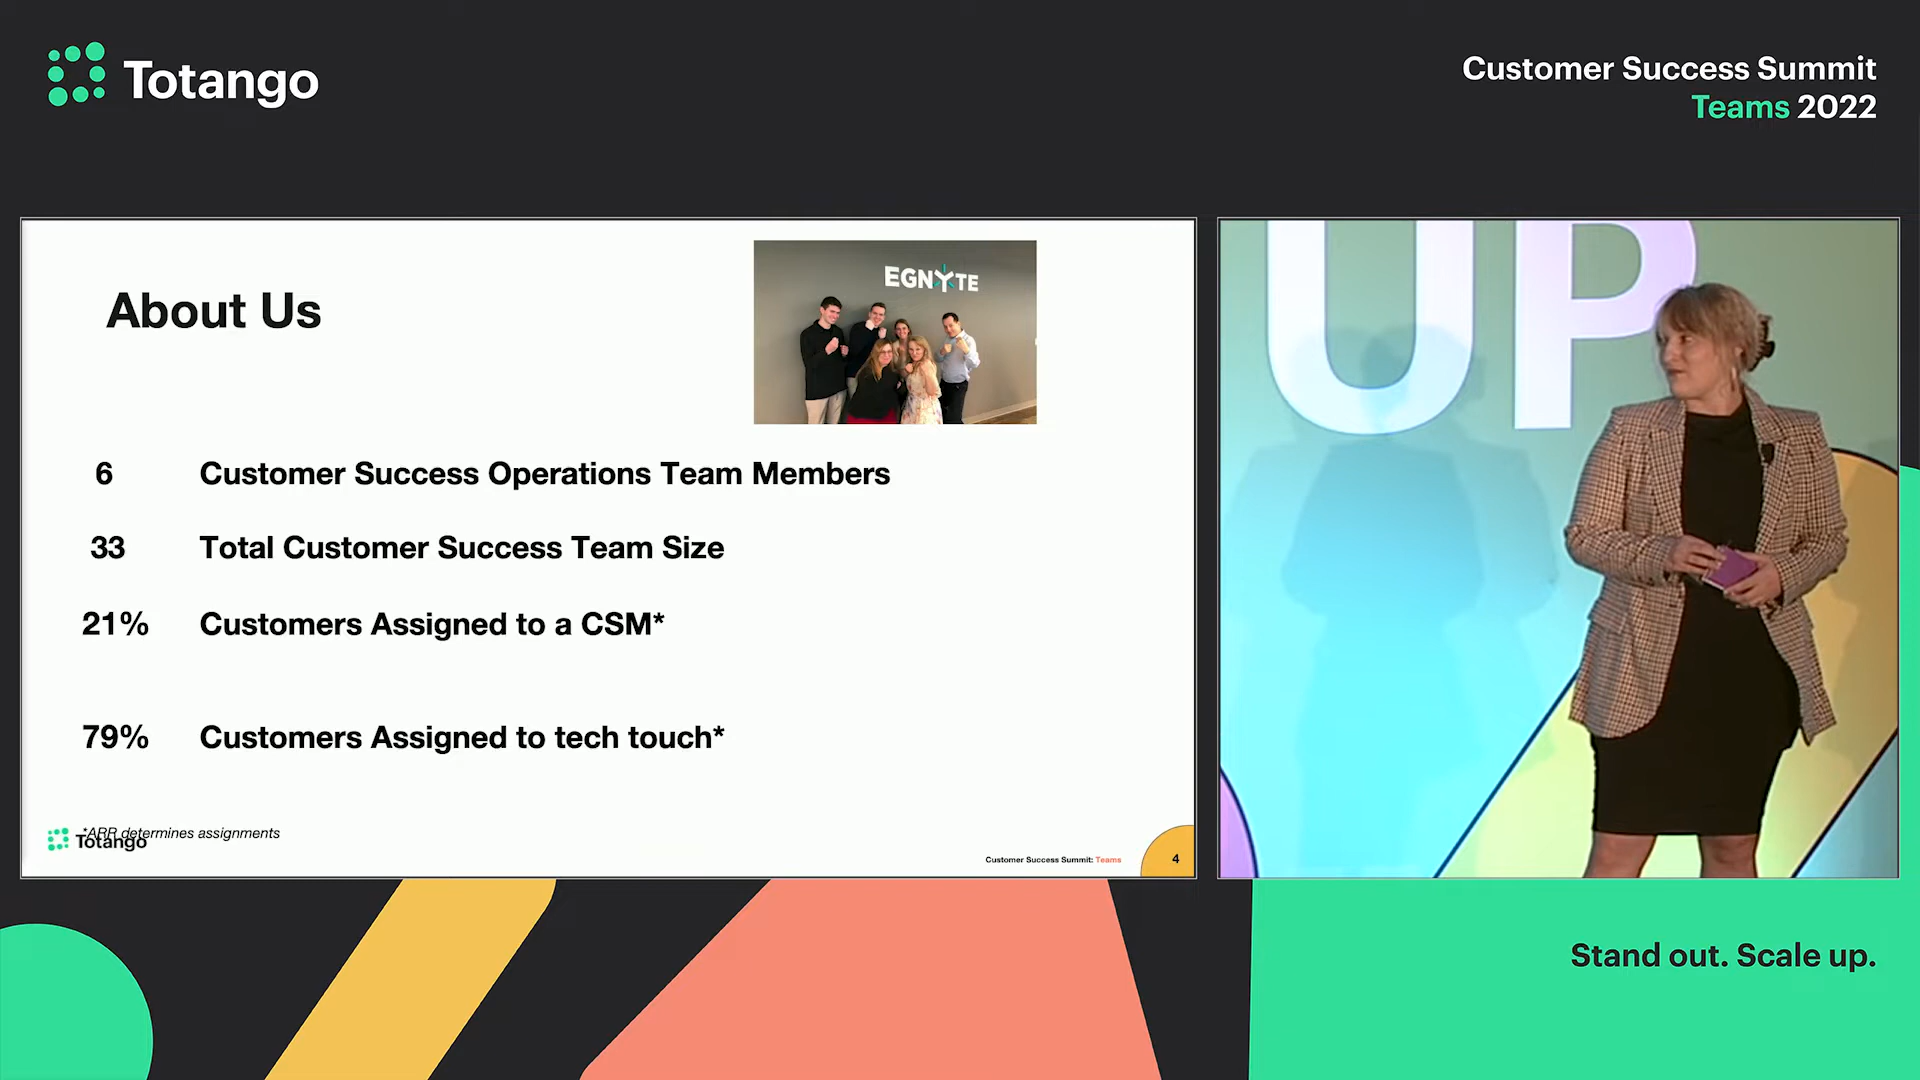 Totango
Customer Success Summit
Teams 2022
About Us
EGNYTE
6 Customer Success Operations Team Members
33 Total Customer Success Team Size
21% Customers Assigned to a CSM*
79% Customers Assigned to tech touch*
*ARR determines assignments
Totango
Customer Success Summit: Teams
4
UP
Stand out. Scale up.